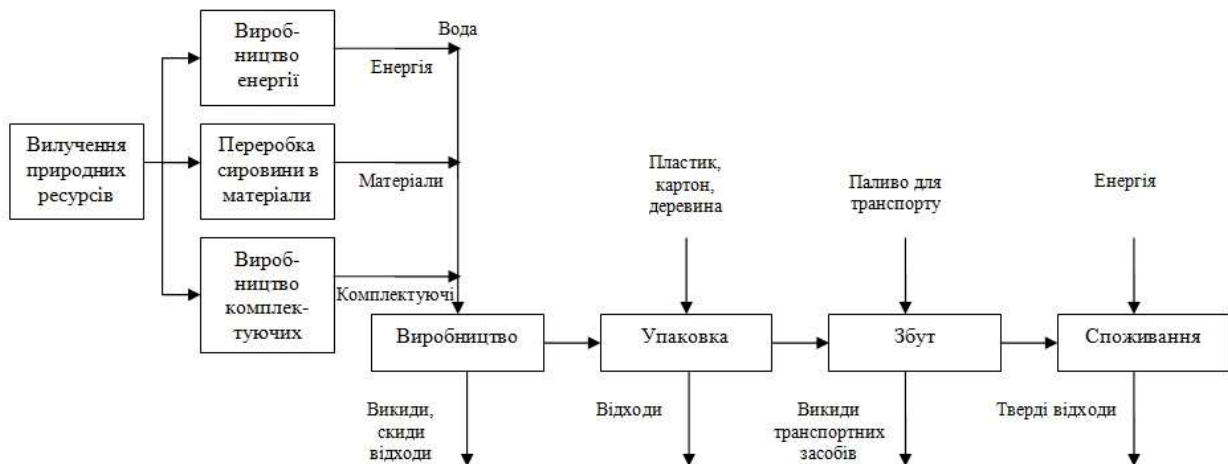 Вироб-
ництво
енергії
Вода
Енергія
Вилучення
природних
ресурсів
Переробка
сировини в
матеріали
Матеріали
Пластик,
картон,
деревина
Паливо для
транспорту
Енергія
Вироб-
ництво
комплек-
туючих
Комплектуючі
Виробництво
Упаковка
Збут
Споживання
Викиди,
скиди
відходи
Відходи
Викиди
транспортних
засобів
Тверді відходи